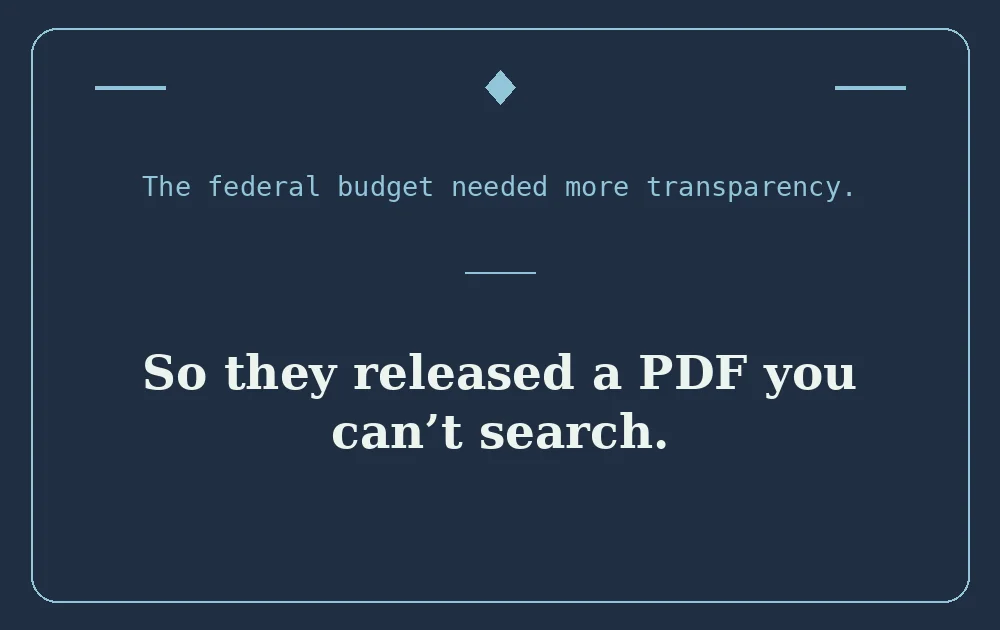 The federal budget needed more transparency.
So they released a PDF you
can’t search.